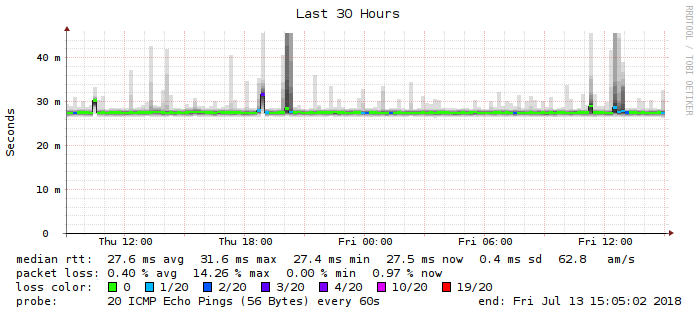 Last 30 Hours
RRDTOOL / TOBI OETIKER
Seconds
40 m
30 m
20 m
10 m
0
Thu 12:00 Thu 18:00 Fri 00:00 Fri 06:00 Fri 12:00
median rtt: 27.6 ms avg 31.6 ms max 27.4 ms min 27.5 ms now 0.4 ms sd 62.8 am/s
packet loss: 0.40 % avg 14.26 % max 0.00 % min 0.97 % now
loss color: 0 1/20 2/20 3/20 4/20 10/20 19/20
probe: 20 ICMP Echo Pings (56 Bytes) every 60s end: Fri Jul 13 15:05:02 2018